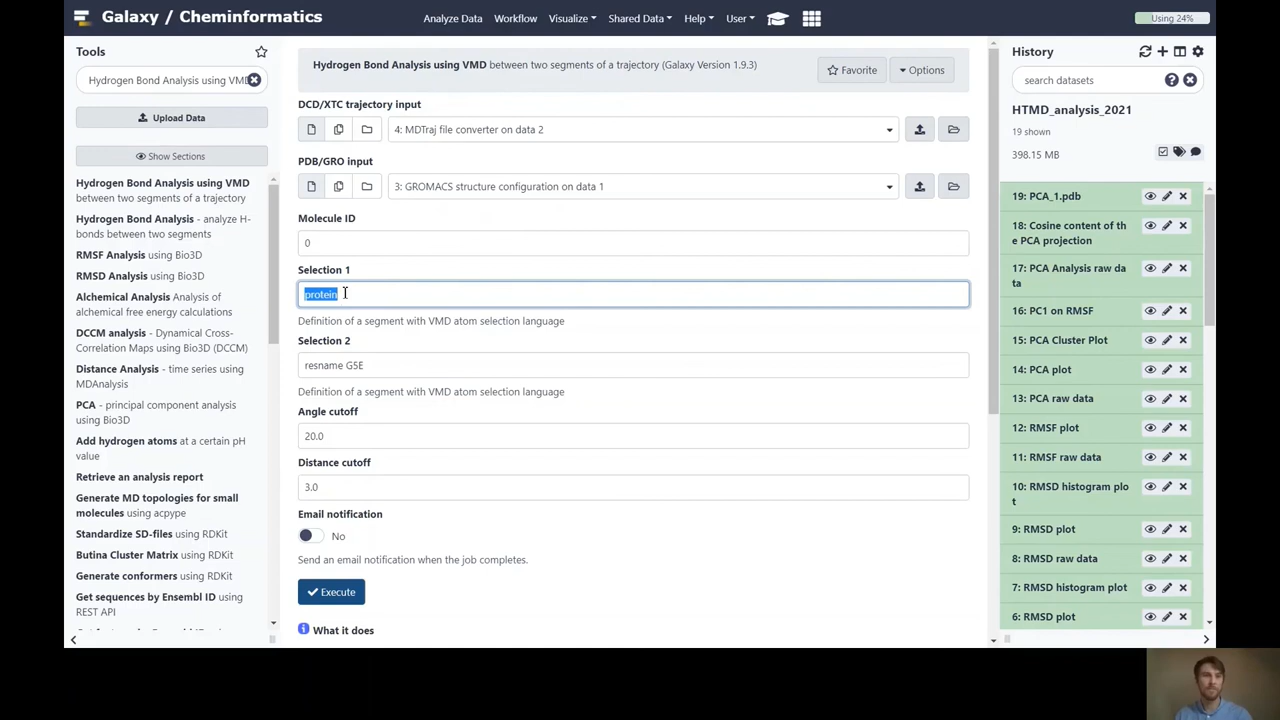 Galaxy / Cheminformatics
Analyze Data
Workflow
Visualize
Shared Data
Help
User
Using 24%
Tools
Hydrogen Bond Analysis using VMD
Upload Data
Show Sections
Hydrogen Bond Analysis using VMD
between two segments of a trajectory
Hydrogen Bond Analysis - analyze H-
bonds between two segments
RMSF Analysis using Bio3D
RMSD Analysis using Bio3D
Alchemical Analysis Analysis of
alchemical free energy calculations
DCCM analysis - Dynamical Cross-
Correlation Maps using Bio3D (DCCM)
Distance Analysis - time series using
MDAnalysis
PCA - principal component analysis
using Bio3D
Add hydrogen atoms at a certain pH
value
Retrieve an analysis report
Generate MD topologies for small
molecules using acpype
Standardize SD-files using RDKit
Butina Cluster Matrix using RDKit
Generate conformers using RDKit
Get sequences by Ensembl ID using
REST API
Hydrogen Bond Analysis using VMD between two segments of a trajectory (Galaxy Version 1.9.3)
Favorite
Options
DCD/XTC trajectory input
4: MDTraj file converter on data 2
PDB/GRO input
3: GROMACS structure configuration on data 1
Molecule ID
0
Selection 1
protein
Definition of a segment with VMD atom selection language
Selection 2
resname G5E
Definition of a segment with VMD atom selection language
Angle cutoff
20.0
Distance cutoff
3.0
Email notification
No
Send an email notification when the job completes.
Execute
What it does
History
search datasets
HTMD_analysis_2021
19 shown
398.15 MB
19: PCA_1.pdb
18: Cosine content of th
e PCA projection
17: PCA Analysis raw da
ta
16: PC1 on RMSF
15: PCA Cluster Plot
14: PCA plot
13: PCA raw data
12: RMSF plot
11: RMSF raw data
10: RMSD histogram plo
t
9: RMSD plot
8: RMSD raw data
7: RMSD histogram plot
6: RMSD plot